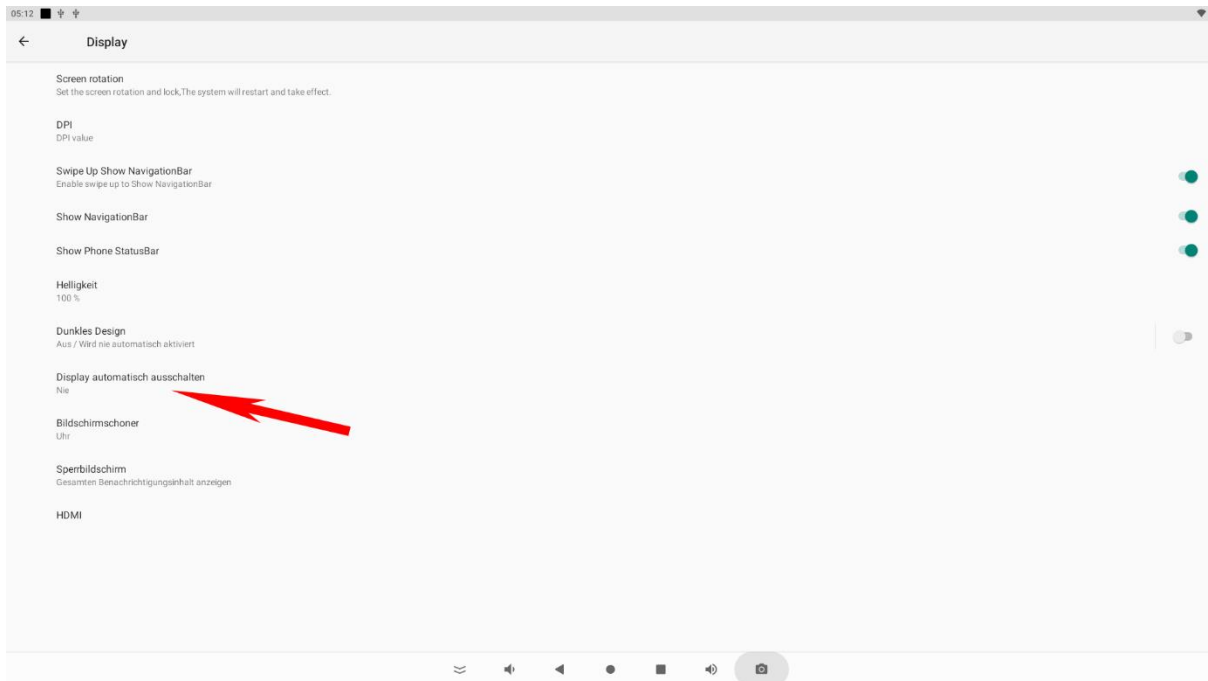 05:12
Display
Screen rotation
Set the screen rotation and lock,The system will restart and take effect.
DPI
DPI value
Swipe Up Show NavigationBar
Enable swipe up to Show NavigationBar
Show NavigationBar
Show Phone StatusBar
Helligkeit
100 %
Dunkles Design
Aus / Wird nie automatisch aktiviert
Display automatisch ausschalten
Nie
Bildschirmschoner
Uhr
Sperrbildschirm
Gesamten Benachrichtigungsinhalt anzeigen
HDMI